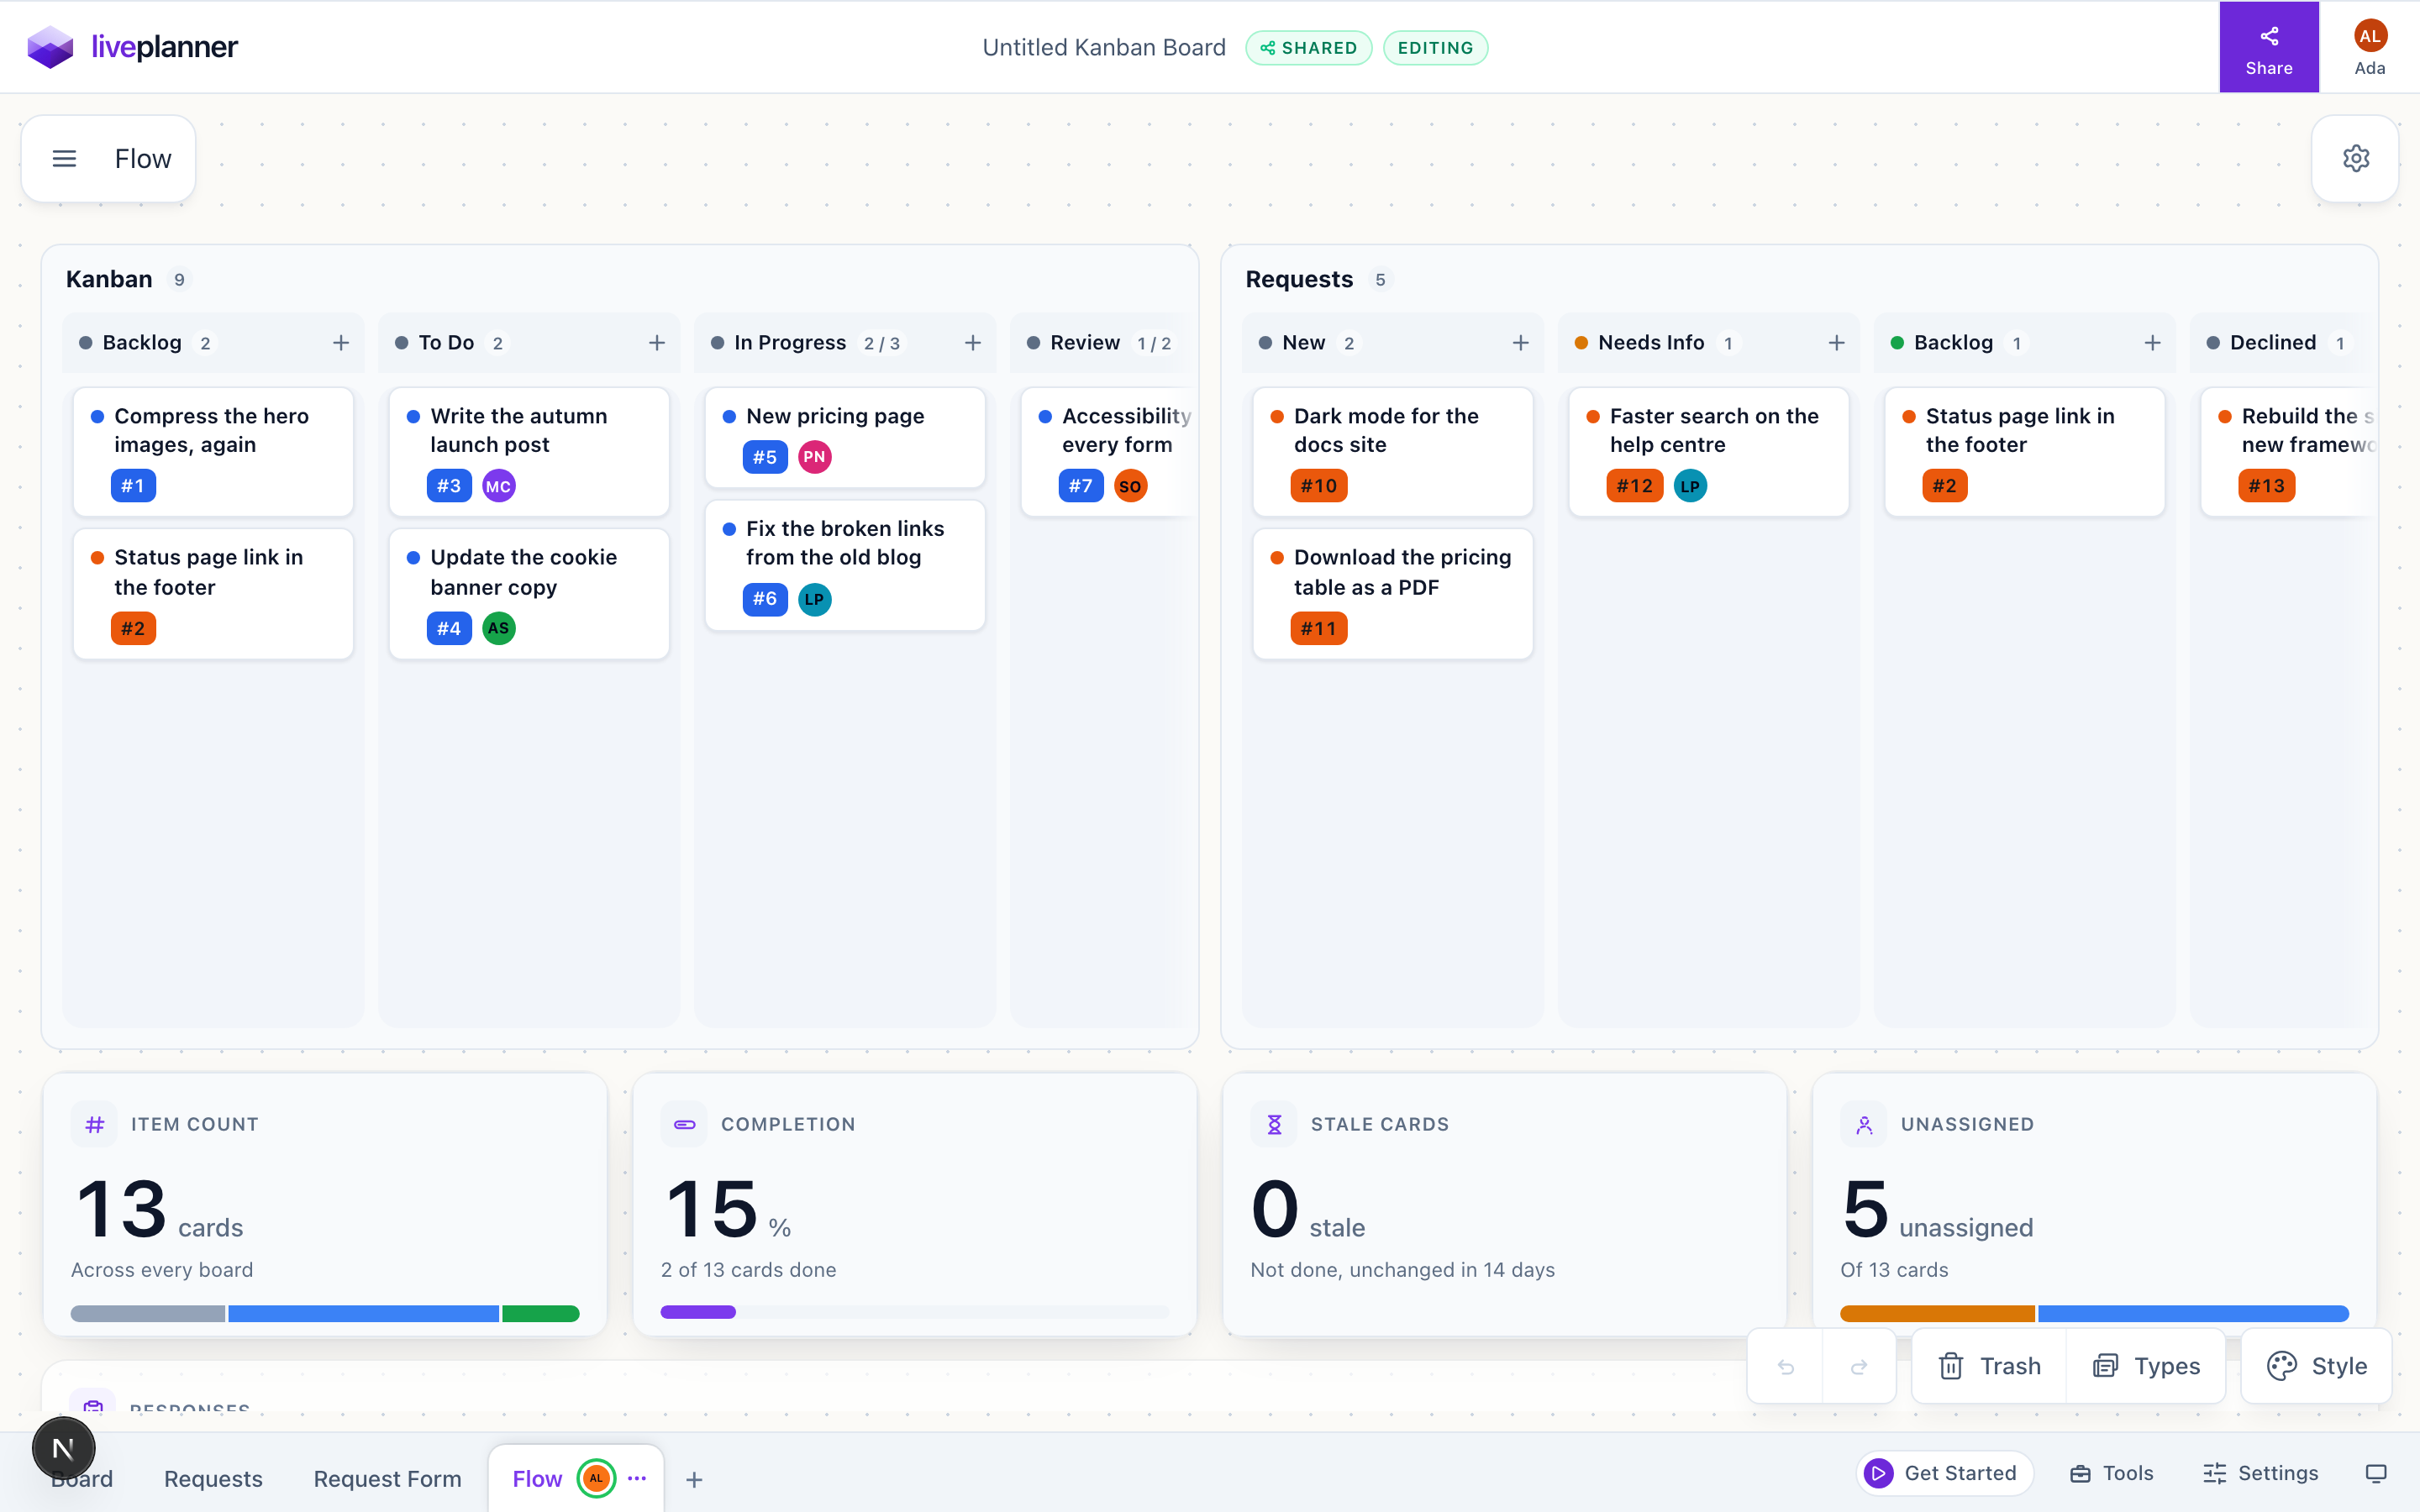 liveplanner
Untitled Kanban Board
SHARED
EDITING
Share
AL
Ada
Flow
Kanban 9
Backlog 2
Compress the hero
images, again
#1
Status page link in
the footer
#2
To Do 2
Write the autumn
launch post
#3 MC
Update the cookie
banner copy
#4 AS
In Progress 2 / 3
New pricing page
#5 PN
Fix the broken links
from the old blog
#6 LP
Review 1 / 2
Accessibility
every form
#7 SO
Requests 5
New 2
Dark mode for the
docs site
#10
Download the pricing
table as a PDF
#11
Needs Info 1
Faster search on the
help centre
#12 LP
Backlog 1
Status page link in
the footer
#2
Declined 1
Rebuild the
new
#13
ITEM COUNT
13 cards
Across every board
COMPLETION
15 %
2 of 13 cards done
STALE CARDS
0 stale
Not done, unchanged in 14 days
UNASSIGNED
5 unassigned
Of 13 cards
RESPONSES
Trash
Types
Style
N
Board
Requests
Request Form
Flow AL
Get Started
Tools
Settings